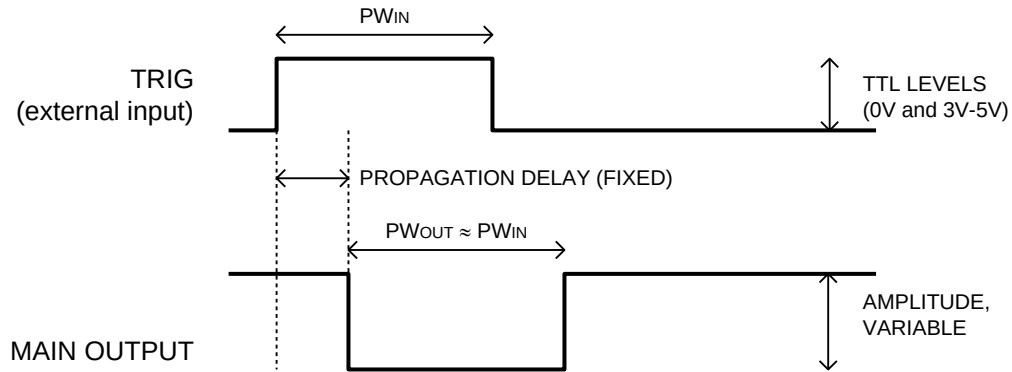 PWIN
TRIG
(external input)
TTL LEVELS
(0V and 3V-5V)
PROPAGATION DELAY (FIXED)
PWOUT ≈ PWIN
AMPLITUDE,
VARIABLE
MAIN OUTPUT